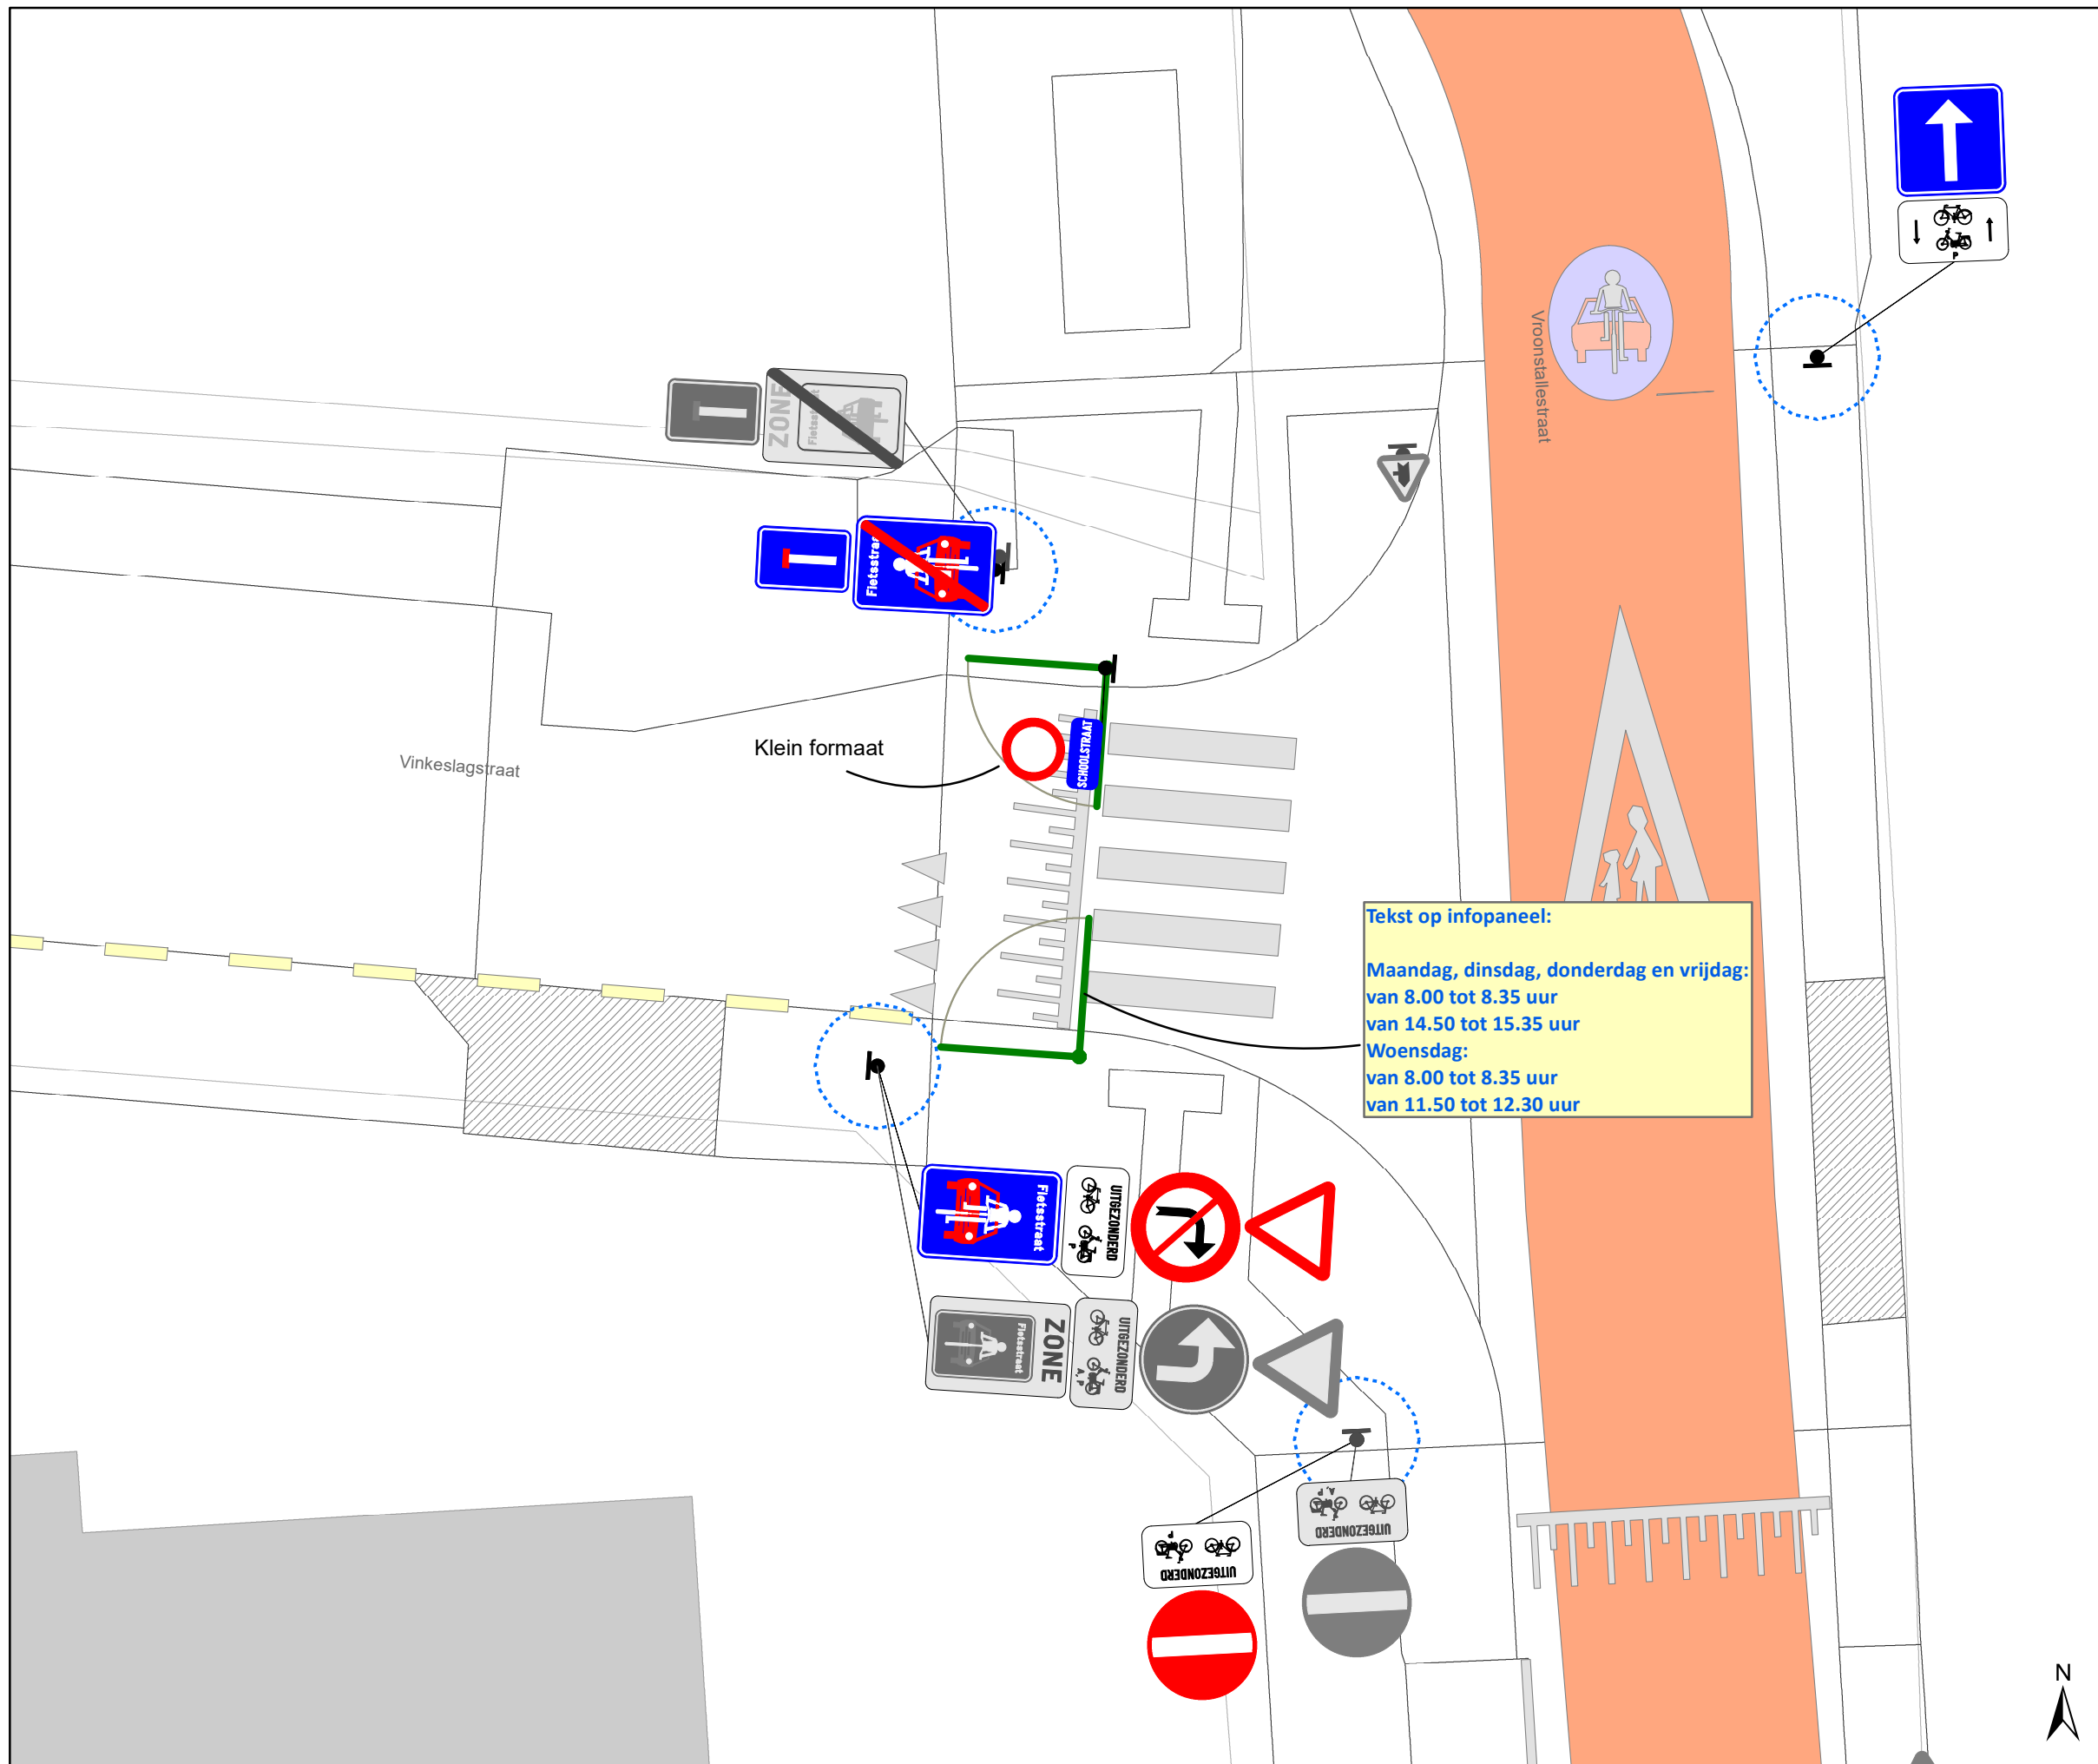 P
Vroonstallestraat
ZONE
Fietsstraat
Fietsstraat
SCHOOLSTRAAT
Klein formaat
Vinkeslagstraat
Tekst op infopaneel:
Maandag, dinsdag, donderdag en vrijdag:
van 8.00 tot 8.35 uur
van 14.50 tot 15.35 uur
Woensdag:
van 8.00 tot 8.35 uur
van 11.50 tot 12.30 uur
Fietsstraat
UITGEZONDERD
P
ZONE
Fietsstraat
UITGEZONDERD
A, P
A, P
UITGEZONDERD
P
UITGEZONDERD
N